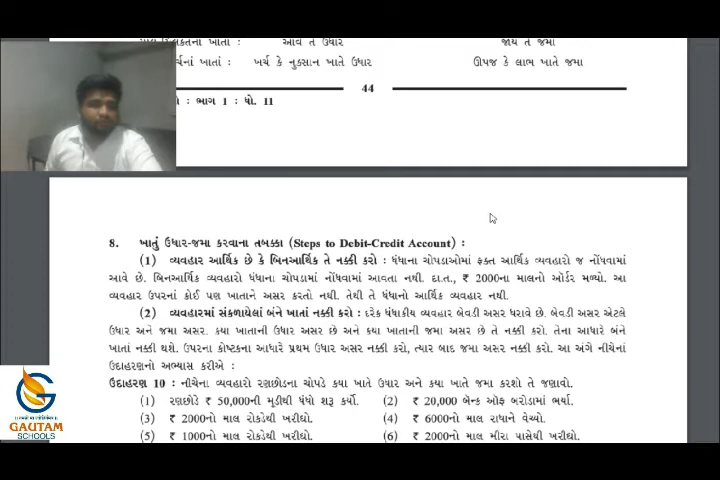 ખાતાં : આવે તે ઉધાર જાય તે જમા
ખાતાં : ખર્ચ કે નુકસાન ખાતે ઉધાર ઊપજ કે લાભ ખાતે જમા
44
: ભાગ 1 : ધો. 11
8. ખાતું ઉધાર-જમા કરવાના તબક્કા (Steps to Debit-Credit Account) :
(1) વ્યવહાર આર્થિક છે કે બિનઆર્થિક તે નક્કી કરો : ધંધાના ચોપડાઓમાં ફક્ત આર્થિક વ્યવહારો જ નોંધવામાં
આવે છે. બિનઆર્થિક વ્યવહારો ધંધાના ચોપડામાં નોંધવામાં આવતા નથી. દા.ત., ₹ 2000ના માલનો ઓર્ડર મળ્યો. આ
વ્યવહાર ઉપરનાં કોઈ પણ ખાતાને અસર કરતો નથી. તેથી તે ધંધાનો આર્થિક વ્યવહાર નથી.
(2) વ્યવહારમાં સંકળાયેલાં બંને ખાતાં નક્કી કરો : દરેક ધંધાકીય વ્યવહાર બેવડી અસર ધરાવે છે. બેવડી અસર એટલે
ઉધાર અને જમા અસર. કયા ખાતાની ઉધાર અસર છે અને કયા ખાતાની જમા અસર છે તે નક્કી કરો. તેના આધારે બંને
ખાતાં નક્કી થશે. ઉપરના કોષ્ટકના આધારે પ્રથમ ઉધાર અસર નક્કી કરો, ત્યાર બાદ જમા અસર નક્કી કરો. આ અંગે નીચેનાં
ઉદાહરણનો અભ્યાસ કરીએ :
ઉદાહરણ 10 : નીચેના વ્યવહારો રણછોડના ચોપડે કયા ખાતે ઉધાર અને કયા ખાતે જમા કરશો તે જણાવો.
(1) રણછોડે ₹ 50,000ની મૂડીથી ધંધો શરૂ કર્યો. (2) ₹ 20,000 બેન્ક ઓફ બરોડામાં ભર્યા.
(3) ₹ 2000નો માલ રોકડેથી ખરીદ્યો. (4) ₹ 6000નો માલ રાધાને વેચ્યો.
(5) ₹ 1000નો માલ રોકડેથી ખરીદ્યો. (6) ₹ 2000નો માલ મીરા પાસેથી ખરીદ્યો.
GAUTAM
SCHOOLS